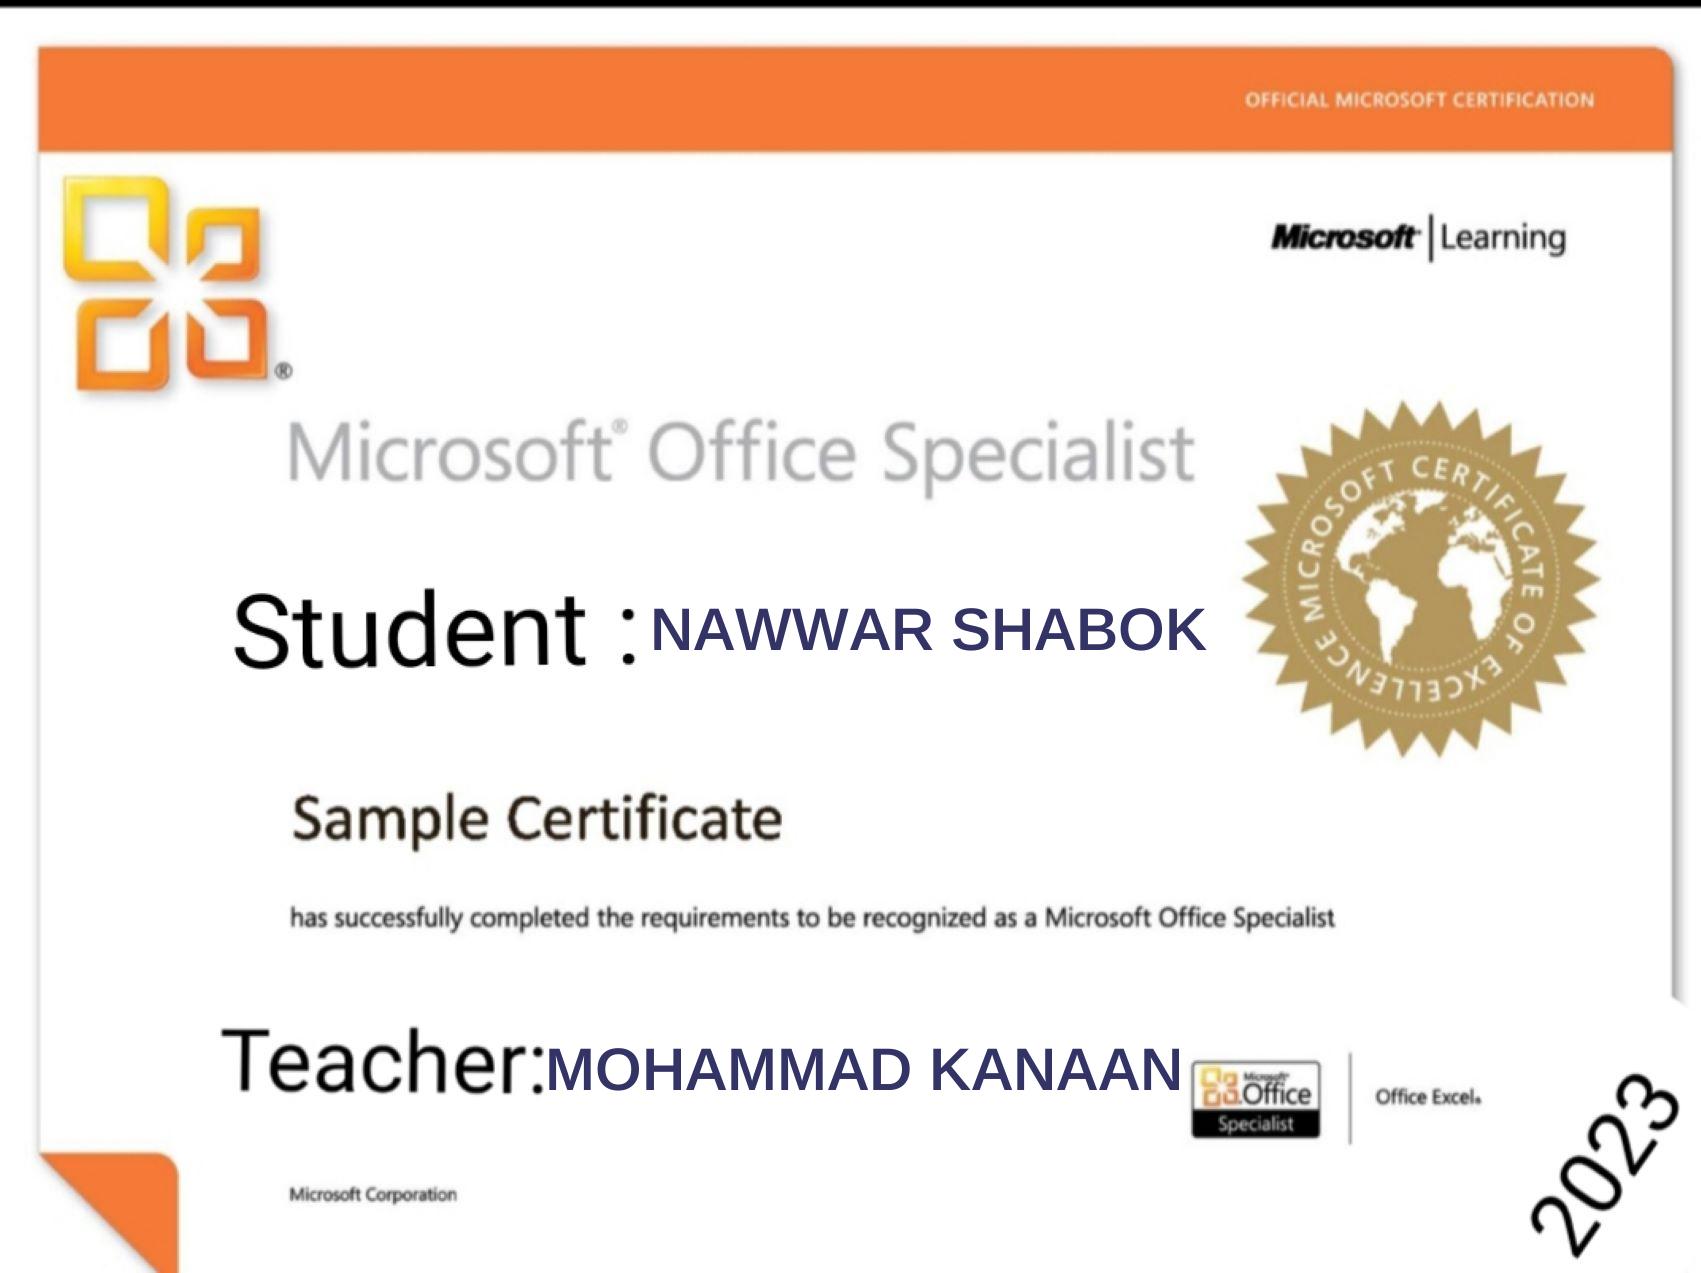 OFFICIAL MICROSOFT CERTIFICATION
Microsoft | Learning
®
Microsoft® Office Specialist
MICROSOFT CERTIFICATE OF EXCELLENCE
Student : NAWWAR SHABOK
Sample Certificate
has successfully completed the requirements to be recognized as a Microsoft Office Specialist
Teacher:MOHAMMAD KANAAN
Microsoft
Office
Specialist
Office Excel®
2023
Microsoft Corporation